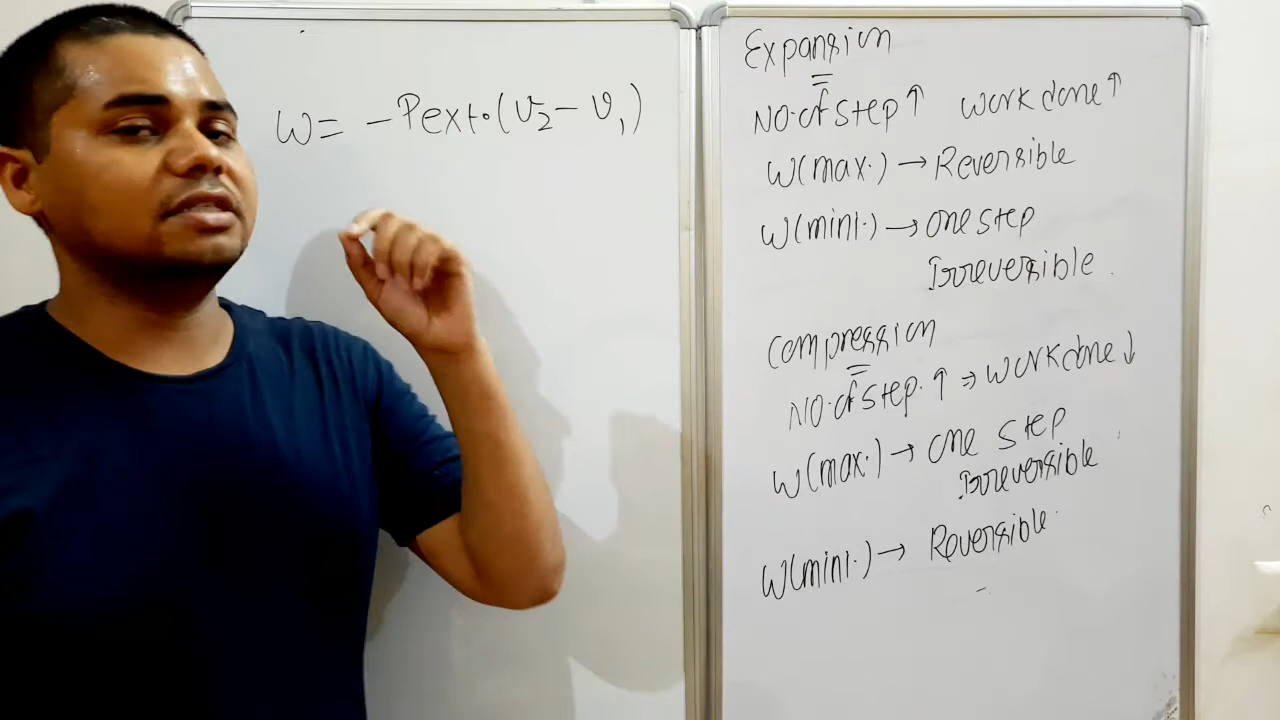 W = -Pext.(V2 - V1)
Expansion
NO.of step↑ work done↑
W(max.) → Reversible
W(mini.) → one step
Irreversible.
compression
NO.of step.↑ ⇒ work done↓
W(max.) → one step
Irreversible
W(mini.) → Reversible.